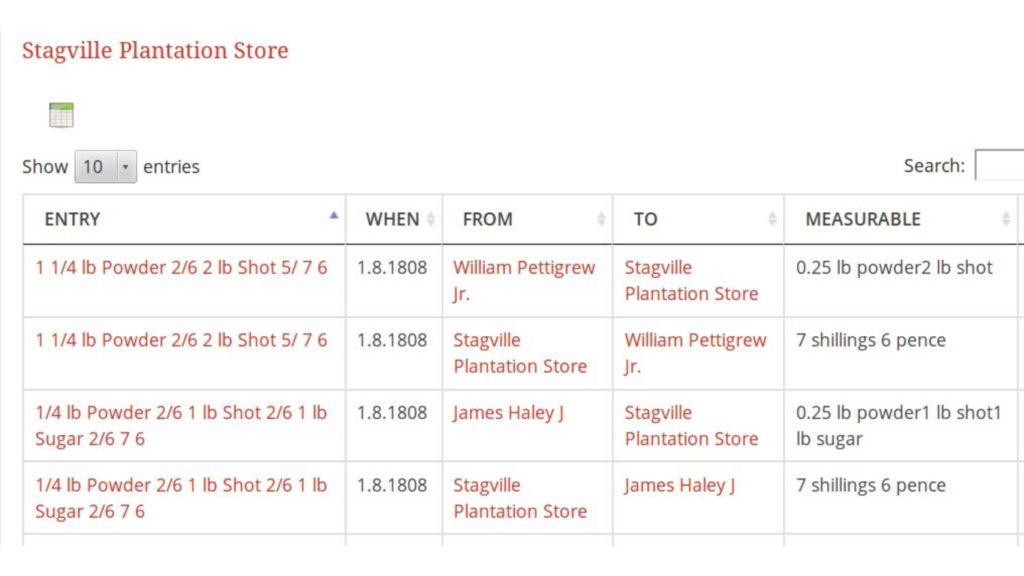 Stagville Plantation Store
Show 10 entries
Search:
ENTRY WHEN FROM TO MEASURABLE
1 1/4 lb Powder 2/6 2 lb Shot 5/ 7 6 1.8.1808 William Pettigrew Stagville 0.25 lb powder2 lb shot
Jr. Plantation Store
1 1/4 lb Powder 2/6 2 lb Shot 5/ 7 6 1.8.1808 Stagville William Pettigrew 7 shillings 6 pence
Plantation Store Jr.
1/4 lb Powder 2/6 1 lb Shot 2/6 1 lb 1.8.1808 James Haley J Stagville 0.25 lb powder1 lb shot1
Sugar 2/6 7 6 Plantation Store lb sugar
1/4 lb Powder 2/6 1 lb Shot 2/6 1 lb 1.8.1808 Stagville James Haley J 7 shillings 6 pence
Sugar 2/6 7 6 Plantation Store